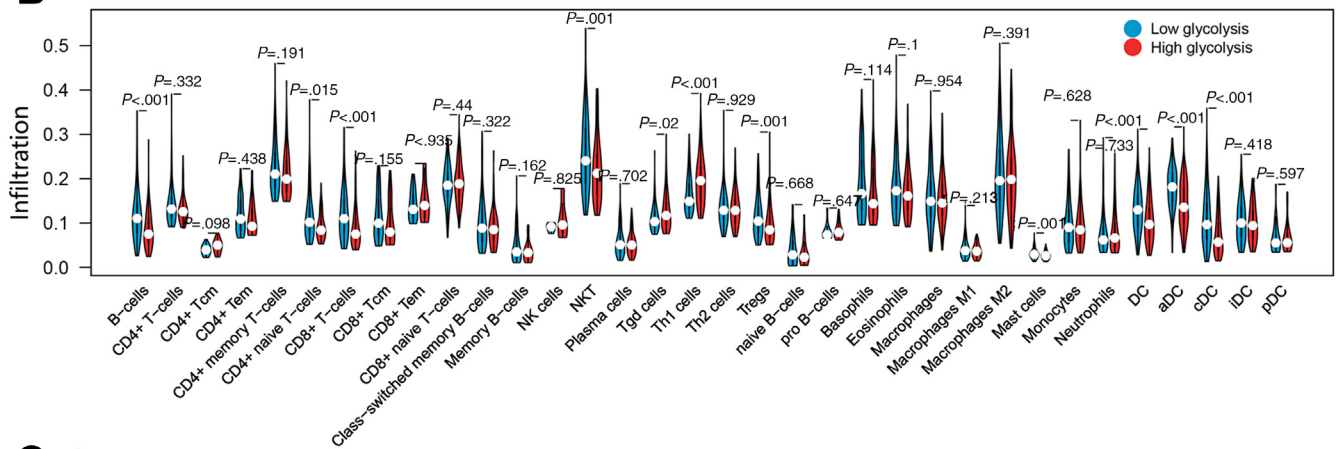 P=.001
P=.391
Low glycolysis
High glycolysis
P=.1
P=.191
P=.332
P=.015
P<.001
P<.001
P=.44
P=.322
P<.001
P=.929
P=.001
P=.02
P=.114
P=.954
P=.628
P<.001
P<.001
P<.001
P<.001
P=.438
P=.155
P<.935
P=.162
P=.825
P=.702
P=.668
P=.647
P=.213
P=.001
P=.733
P=.418
P=.597
P=.098
Infiltration
0.5
0.4
0.3
0.2
0.1
0.0
B-cells
CD4+ T-cells
CD4+ Tcm
CD4+ Tem
CD4+ memory T-cells
CD4+ naive T-cells
CD8+ T-cells
CD8+ Tcm
CD8+ Tem
CD8+ naive T-cells
Class-switched memory B-cells
Memory B-cells
NK cells
NKT
Plasma cells
Tgd cells
Th1 cells
Th2 cells
Tregs
naive B-cells
pro B-cells
Basophils
Eosinophils
Macrophages
Macrophages M1
Macrophages M2
Mast cells
Monocytes
Neutrophils
DC
aDC
cDC
iDC
pDC